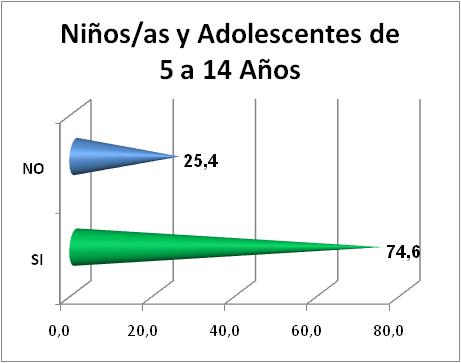 Niños/as y Adolescentes de
5 a 14 Años
NO
25,4
SI
74,6
0,0 20,0 40,0 60,0 80,0